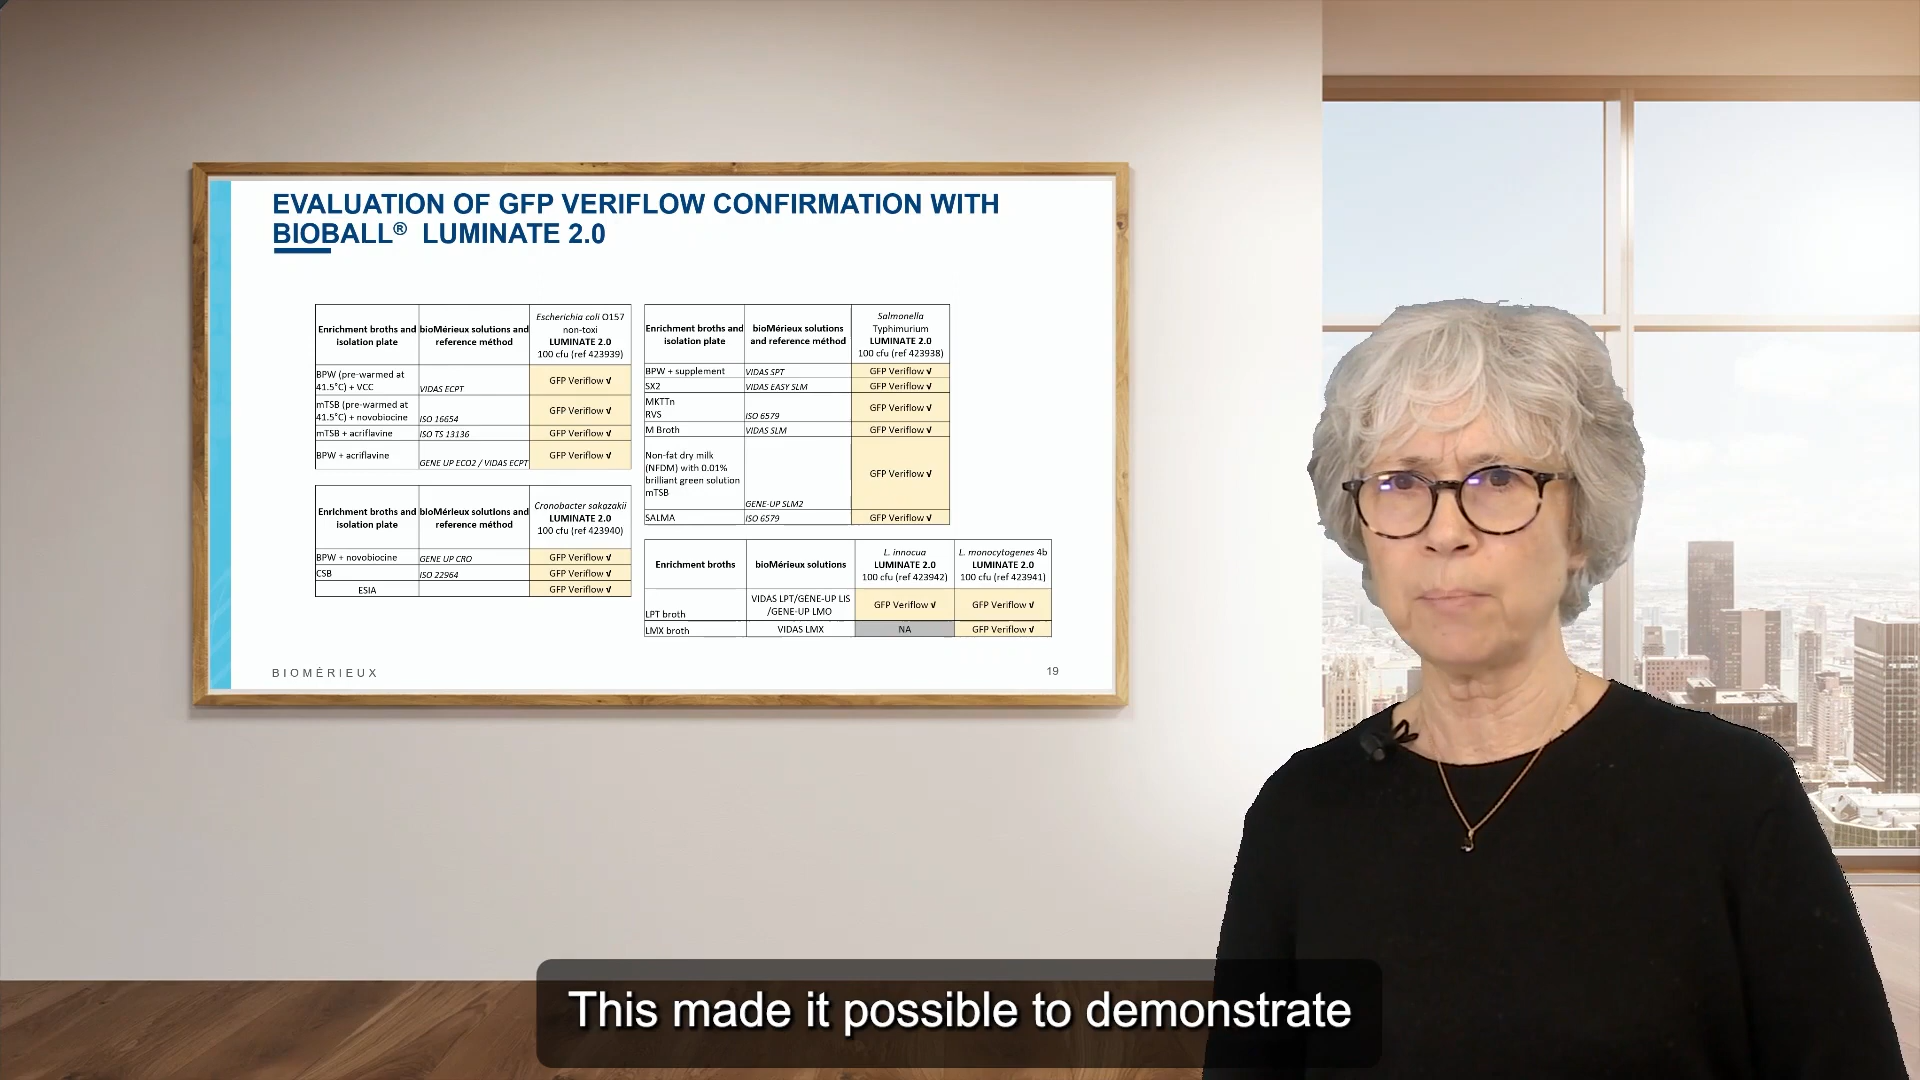 EVALUATION OF GFP VERIFLOW CONFIRMATION WITH
BIOBALL® LUMINATE 2.0
Enrichment broths and
isolation plate
bioMérieux solutions and
reference méthod
Escherichia coli O157
non-toxi
LUMINATE 2.0
100 cfu (ref 423939)
BPW (pre-warmed at
41.5°C) + VCC
VIDAS ECPT
GFP Veriflow √
mTSB (pre-warmed at
41.5°C) + novobiocine
ISO 16654
GFP Veriflow √
mTSB + acriflavine
ISO TS 13136
GFP Veriflow √
BPW + acriflavine
GENE UP ECO2 / VIDAS ECPT
GFP Veriflow √
Enrichment broths and
isolation plate
bioMérieux solutions and
reference méthod
Cronobacter sakazakii
LUMINATE 2.0
100 cfu (ref 423940)
BPW + novobiocine
GENE UP CRO
GFP Veriflow √
CSB
ISO 22964
GFP Veriflow √
ESIA
GFP Veriflow √
Enrichment broths and
isolation plate
bioMérieux solutions
and reference méthod
Salmonella
Typhimurium
LUMINATE 2.0
100 cfu (ref 423938)
BPW + supplement
VIDAS SPT
GFP Veriflow √
SX2
VIDAS EASY SLM
GFP Veriflow √
MKTTn
RVS
ISO 6579
GFP Veriflow √
M Broth
VIDAS SLM
GFP Veriflow √
Non-fat dry milk
(NFDM) with 0.01%
brilliant green solution
mTSB
GENE-UP SLM2
GFP Veriflow √
SALMA
ISO 6579
GFP Veriflow √
Enrichment broths
bioMérieux solutions
L. innocua
LUMINATE 2.0
100 cfu (ref 423942)
L. monocytogenes 4b
LUMINATE 2.0
100 cfu (ref 423941)
LPT broth
VIDAS LPT/GENE-UP LIS
/GENE-UP LMO
GFP Veriflow √
GFP Veriflow √
LMX broth
VIDAS LMX
NA
GFP Veriflow √
BIOMÉRIEUX
19
This made it possible to demonstrate